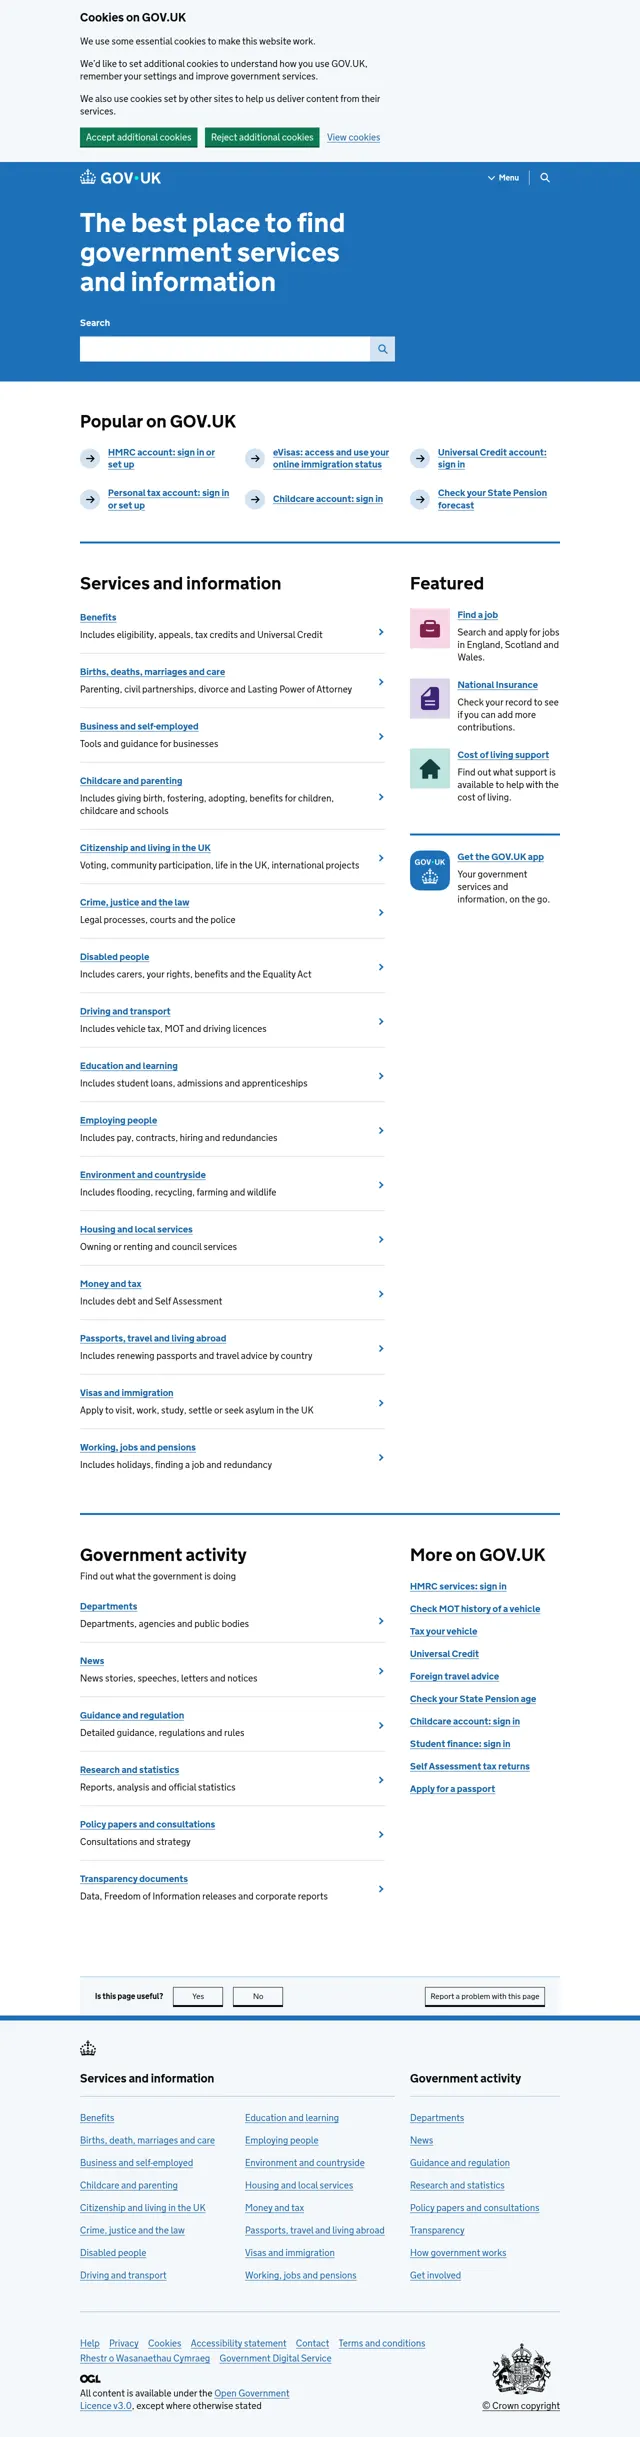 Cookies on GOV.UK
We use some essential cookies to make this website work.
We'd like to set additional cookies to understand how you use GOV.UK,
remember your settings and improve government services.
We also use cookies set by other sites to help us deliver content from their
services.
Accept additional cookies
Reject additional cookies
View cookies
GOV·UK
Menu
The best place to find
government services
and information
Search
Popular on GOV.UK
HMRC account: sign in or
set up
eVisas: access and use your
online immigration status
Universal Credit account:
sign in
Personal tax account: sign in
or set up
Childcare account: sign in
Check your State Pension
forecast
Services and information
Benefits
Includes eligibility, appeals, tax credits and Universal Credit
Births, deaths, marriages and care
Parenting, civil partnerships, divorce and Lasting Power of Attorney
Business and self-employed
Tools and guidance for businesses
Childcare and parenting
Includes giving birth, fostering, adopting, benefits for children,
childcare and schools
Citizenship and living in the UK
Voting, community participation, life in the UK, international projects
Crime, justice and the law
Legal processes, courts and the police
Disabled people
Includes carers, your rights, benefits and the Equality Act
Driving and transport
Includes vehicle tax, MOT and driving licences
Education and learning
Includes student loans, admissions and apprenticeships
Employing people
Includes pay, contracts, hiring and redundancies
Environment and countryside
Includes flooding, recycling, farming and wildlife
Housing and local services
Owning or renting and council services
Money and tax
Includes debt and Self Assessment
Passports, travel and living abroad
Includes renewing passports and travel advice by country
Visas and immigration
Apply to visit, work, study, settle or seek asylum in the UK
Working, jobs and pensions
Includes holidays, finding a job and redundancy
Featured
Find a job
Search and apply for jobs
in England, Scotland and
Wales.
National Insurance
Check your record to see
if you can add more
contributions.
Cost of living support
Find out what support is
available to help with the
cost of living.
GOV·UK
Get the GOV.UK app
Your government
services and
information, on the go.
Government activity
Find out what the government is doing
Departments
Departments, agencies and public bodies
News
News stories, speeches, letters and notices
Guidance and regulation
Detailed guidance, regulations and rules
Research and statistics
Reports, analysis and official statistics
Policy papers and consultations
Consultations and strategy
Transparency documents
Data, Freedom of Information releases and corporate reports
More on GOV.UK
HMRC services: sign in
Check MOT history of a vehicle
Tax your vehicle
Universal Credit
Foreign travel advice
Check your State Pension age
Childcare account: sign in
Student finance: sign in
Self Assessment tax returns
Apply for a passport
Is this page useful?
Yes
No
Report a problem with this page
Services and information
Benefits
Births, death, marriages and care
Business and self-employed
Childcare and parenting
Citizenship and living in the UK
Crime, justice and the law
Disabled people
Driving and transport
Education and learning
Employing people
Environment and countryside
Housing and local services
Money and tax
Passports, travel and living abroad
Visas and immigration
Working, jobs and pensions
Government activity
Departments
News
Guidance and regulation
Research and statistics
Policy papers and consultations
Transparency
How government works
Get involved
Help Privacy Cookies Accessibility statement Contact Terms and conditions
Rhestr o Wasanaethau Cymraeg Government Digital Service
OGL
All content is available under the Open Government
Licence v3.0, except where otherwise stated
© Crown copyright